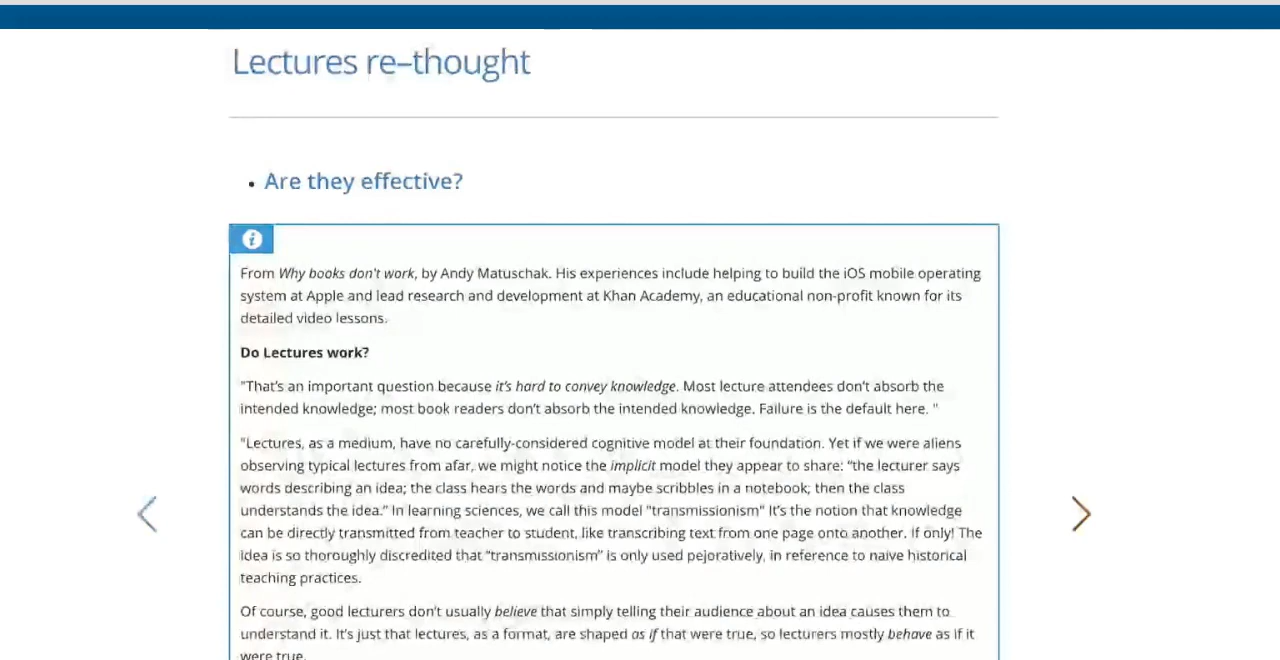 Lectures re–thought
• Are they effective?
From Why books don't work, by Andy Matuschak. His experiences include helping to build the iOS mobile operating
system at Apple and lead research and development at Khan Academy, an educational non-profit known for its
detailed video lessons.
Do Lectures work?
"That's an important question because it's hard to convey knowledge. Most lecture attendees don't absorb the
intended knowledge; most book readers don't absorb the intended knowledge. Failure is the default here. "
"Lectures, as a medium, have no carefully-considered cognitive model at their foundation. Yet if we were aliens
observing typical lectures from afar, we might notice the implicit model they appear to share: "the lecturer says
words describing an idea; the class hears the words and maybe scribbles in a notebook; then the class
understands the idea." In learning sciences, we call this model "transmissionism" It's the notion that knowledge
can be directly transmitted from teacher to student, like transcribing text from one page onto another. If only! The
idea is so thoroughly discredited that "transmissionism" is only used pejoratively, in reference to naive historical
teaching practices.
Of course, good lecturers don't usually believe that simply telling their audience about an idea causes them to
understand it. It's just that lectures, as a format, are shaped as if that were true, so lecturers mostly behave as if it
were true.